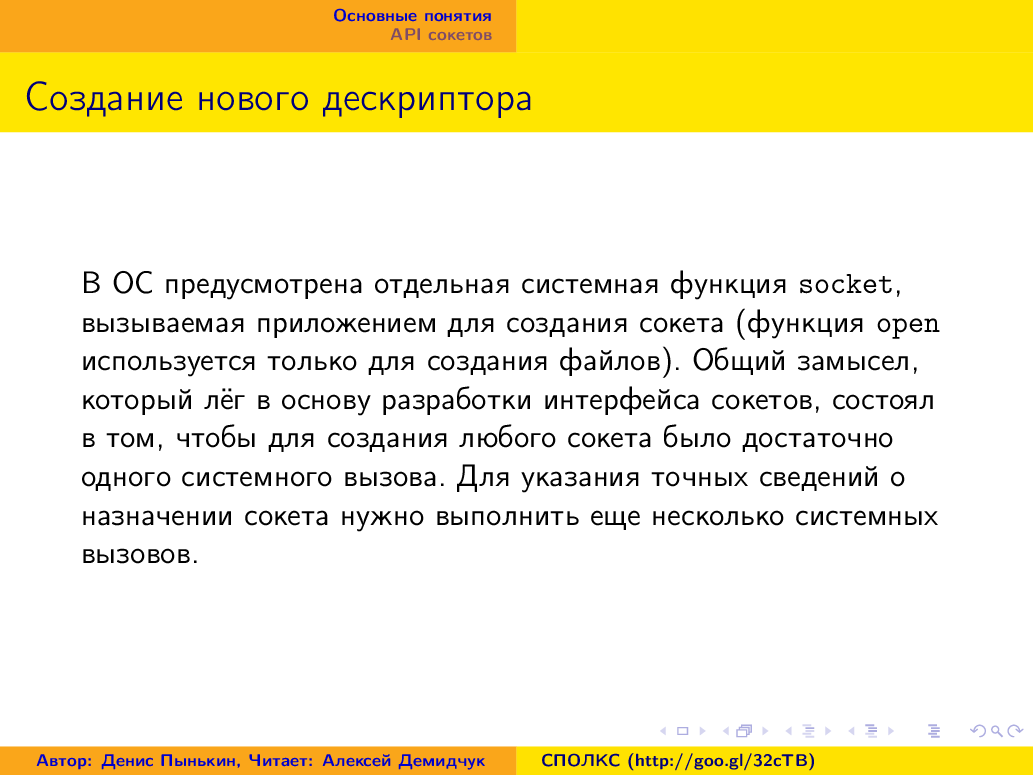 Основные понятия
API сокетов
Создание нового дескриптора
В ОС предусмотрена отдельная системная функция socket,
вызываемая приложением для создания сокета (функция open
используется только для создания файлов). Общий замысел,
который лёг в основу разработки интерфейса сокетов, состоял
в том, чтобы для создания любого сокета было достаточно
одного системного вызова. Для указания точных сведений о
назначении сокета нужно выполнить еще несколько системных
вызовов.
Автор: Денис Пынькин, Читает: Алексей Демидчук
СПОЛКС (http://goo.gl/32cTB)